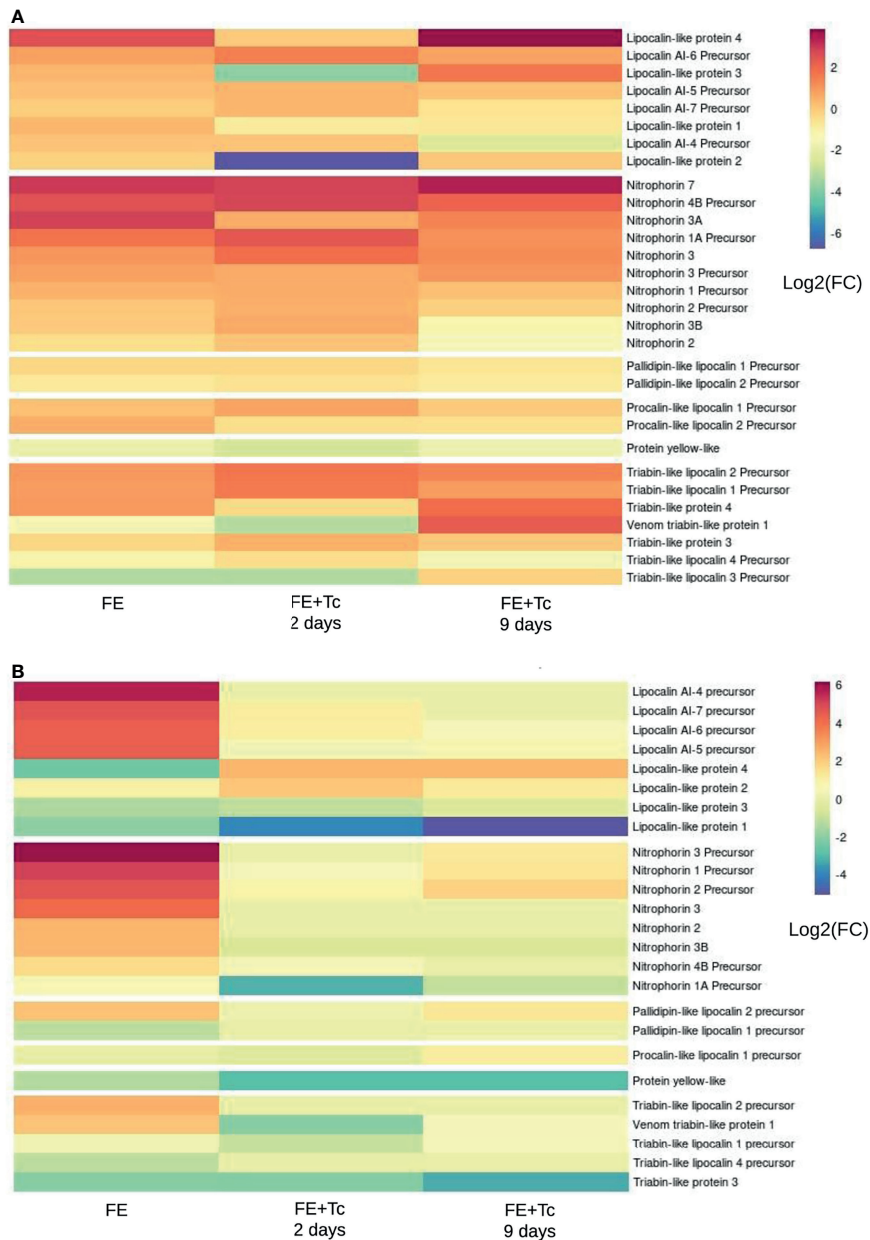 A
Lipocalin-like protein 4
Lipocalin AI-6 Precursor
Lipocalin-like protein 3
Lipocalin AI-5 Precursor
Lipocalin AI-7 Precursor
Lipocalin-like protein 1
Lipocalin AI-4 Precursor
Lipocalin-like protein 2
Nitrophorin 7
Nitrophorin 4B Precursor
Nitrophorin 3A
Nitrophorin 1A Precursor
Nitrophorin 3
Nitrophorin 3 Precursor
Nitrophorin 1 Precursor
Nitrophorin 2 Precursor
Nitrophorin 3B
Nitrophorin 2
Pallidipin-like lipocalin 1 Precursor
Pallidipin-like lipocalin 2 Precursor
Procalin-like lipocalin 1 Precursor
Procalin-like lipocalin 2 Precursor
Protein yellow-like
Triabin-like lipocalin 2 Precursor
Triabin-like lipocalin 1 Precursor
Triabin-like protein 4
Venom triabin-like protein 1
Triabin-like protein 3
Triabin-like lipocalin 4 Precursor
Triabin-like lipocalin 3 Precursor
2
0
-2
-4
-6
Log2(FC)
FE
FE+Tc
2 days
FE+Tc
9 days
B
Lipocalin AI-4 precursor
Lipocalin AI-7 precursor
Lipocalin AI-6 precursor
Lipocalin AI-5 precursor
Lipocalin-like protein 4
Lipocalin-like protein 2
Lipocalin-like protein 3
Lipocalin-like protein 1
Nitrophorin 3 Precursor
Nitrophorin 1 Precursor
Nitrophorin 2 Precursor
Nitrophorin 3
Nitrophorin 2
Nitrophorin 3B
Nitrophorin 4B Precursor
Nitrophorin 1A Precursor
Pallidipin-like lipocalin 2 precursor
Pallidipin-like lipocalin 1 precursor
Procalin-like lipocalin 1 precursor
Protein yellow-like
Triabin-like lipocalin 2 precursor
Venom triabin-like protein 1
Triabin-like lipocalin 1 precursor
Triabin-like lipocalin 4 precursor
Triabin-like protein 3
6
4
2
0
-2
-4
Log2(FC)
FE
FE+Tc
2 days
FE+Tc
9 days